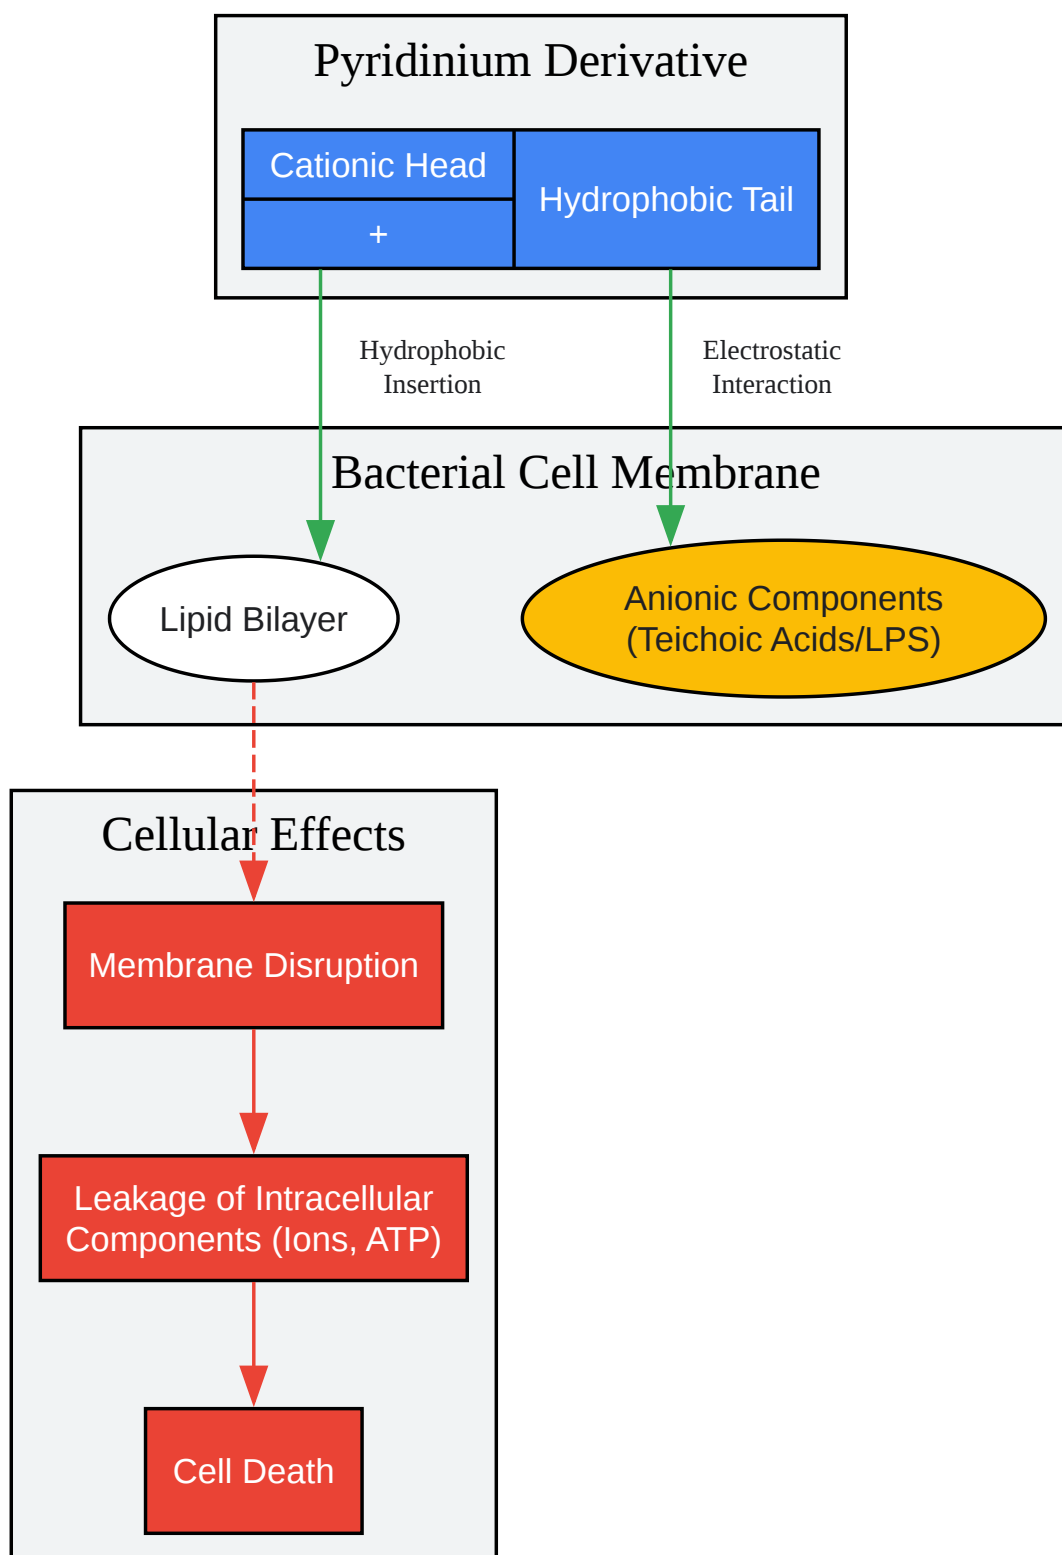 Pyridinium Derivative
Cationic Head
+
Hydrophobic Tail
Hydrophobic
Insertion
Electrostatic
Interaction
Bacterial Cell Membrane
Lipid Bilayer
Anionic Components
(Teichoic Acids/LPS)
Cellular Effects
Membrane Disruption
Leakage of Intracellular
Components (Ions, ATP)
Cell Death